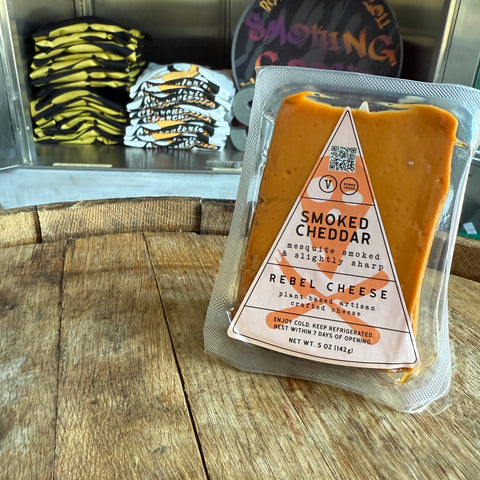 SMOKING
V
SMOKED
CHEDDAR
mesquite smoked
& slightly sharp
REBEL CHEESE
plant-based artisan
crafted cheese
ENJOY COLD. KEEP REFRIGERATED.
BEST WITHIN 7 DAYS OF OPENING.
NET WT. 5 OZ (142g)